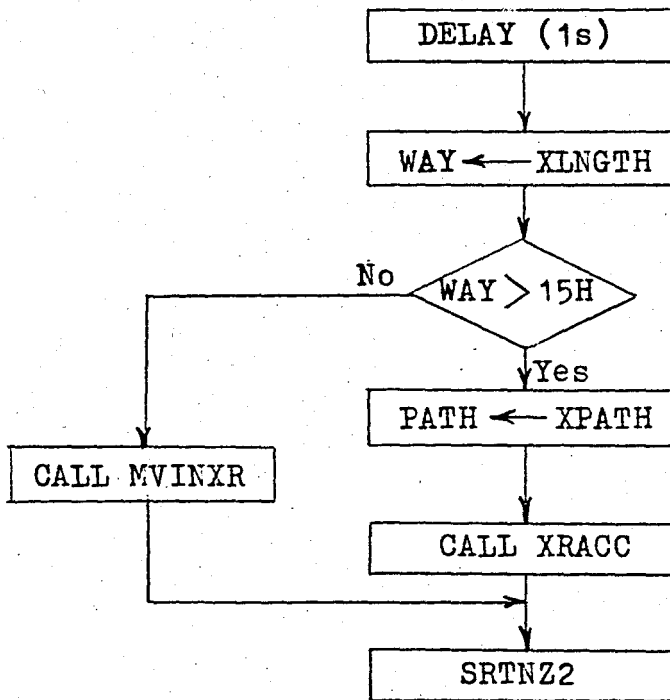 DELAY (1s)
WAY ← XLNGTH
WAY > 15H
No
Yes
PATH ← XPATH
CALL MVINXR
CALL XRACC
SRTNZ2